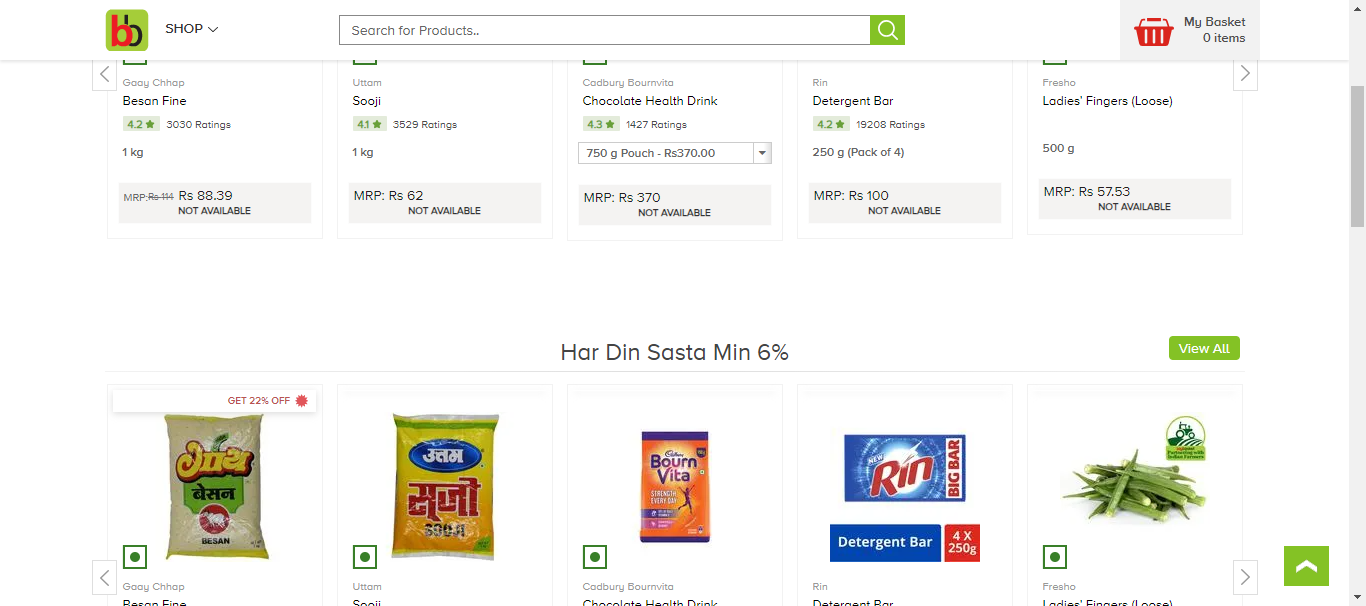 bb
SHOP
Search for Products..
My Basket
0 items
Gaay Chhap
Besan Fine
4.2 3030 Ratings
1 kg
MRP:Rs 114 Rs 88.39
NOT AVAILABLE
Uttam
Sooji
4.1 3529 Ratings
1 kg
MRP: Rs 62
NOT AVAILABLE
Cadbury Bournvita
Chocolate Health Drink
4.3 1427 Ratings
750 g Pouch - Rs370.00
MRP: Rs 370
NOT AVAILABLE
Rin
Detergent Bar
4.2 19208 Ratings
250 g (Pack of 4)
MRP: Rs 100
NOT AVAILABLE
Fresho
Ladies' Fingers (Loose)
500 g
MRP: Rs 57.53
NOT AVAILABLE
Har Din Sasta Min 6%
View All
GET 22% OFF
गाय
बेसन
BESAN
Gaay Chhap
Besan Fine
उत्तम
सूजी
SOOJI
Uttam
Sooji
Cadbury
Bourn
Vita
STRENGTH
EVERY DAY
Cadbury Bournvita
Chocolate Health Drink
NEW
Rin
BIG BAR
Detergent Bar
4 X
250g
Rin
Detergent Bar
Partnering with
Indian Farmers
Fresho
Ladies' Fingers (Loose)